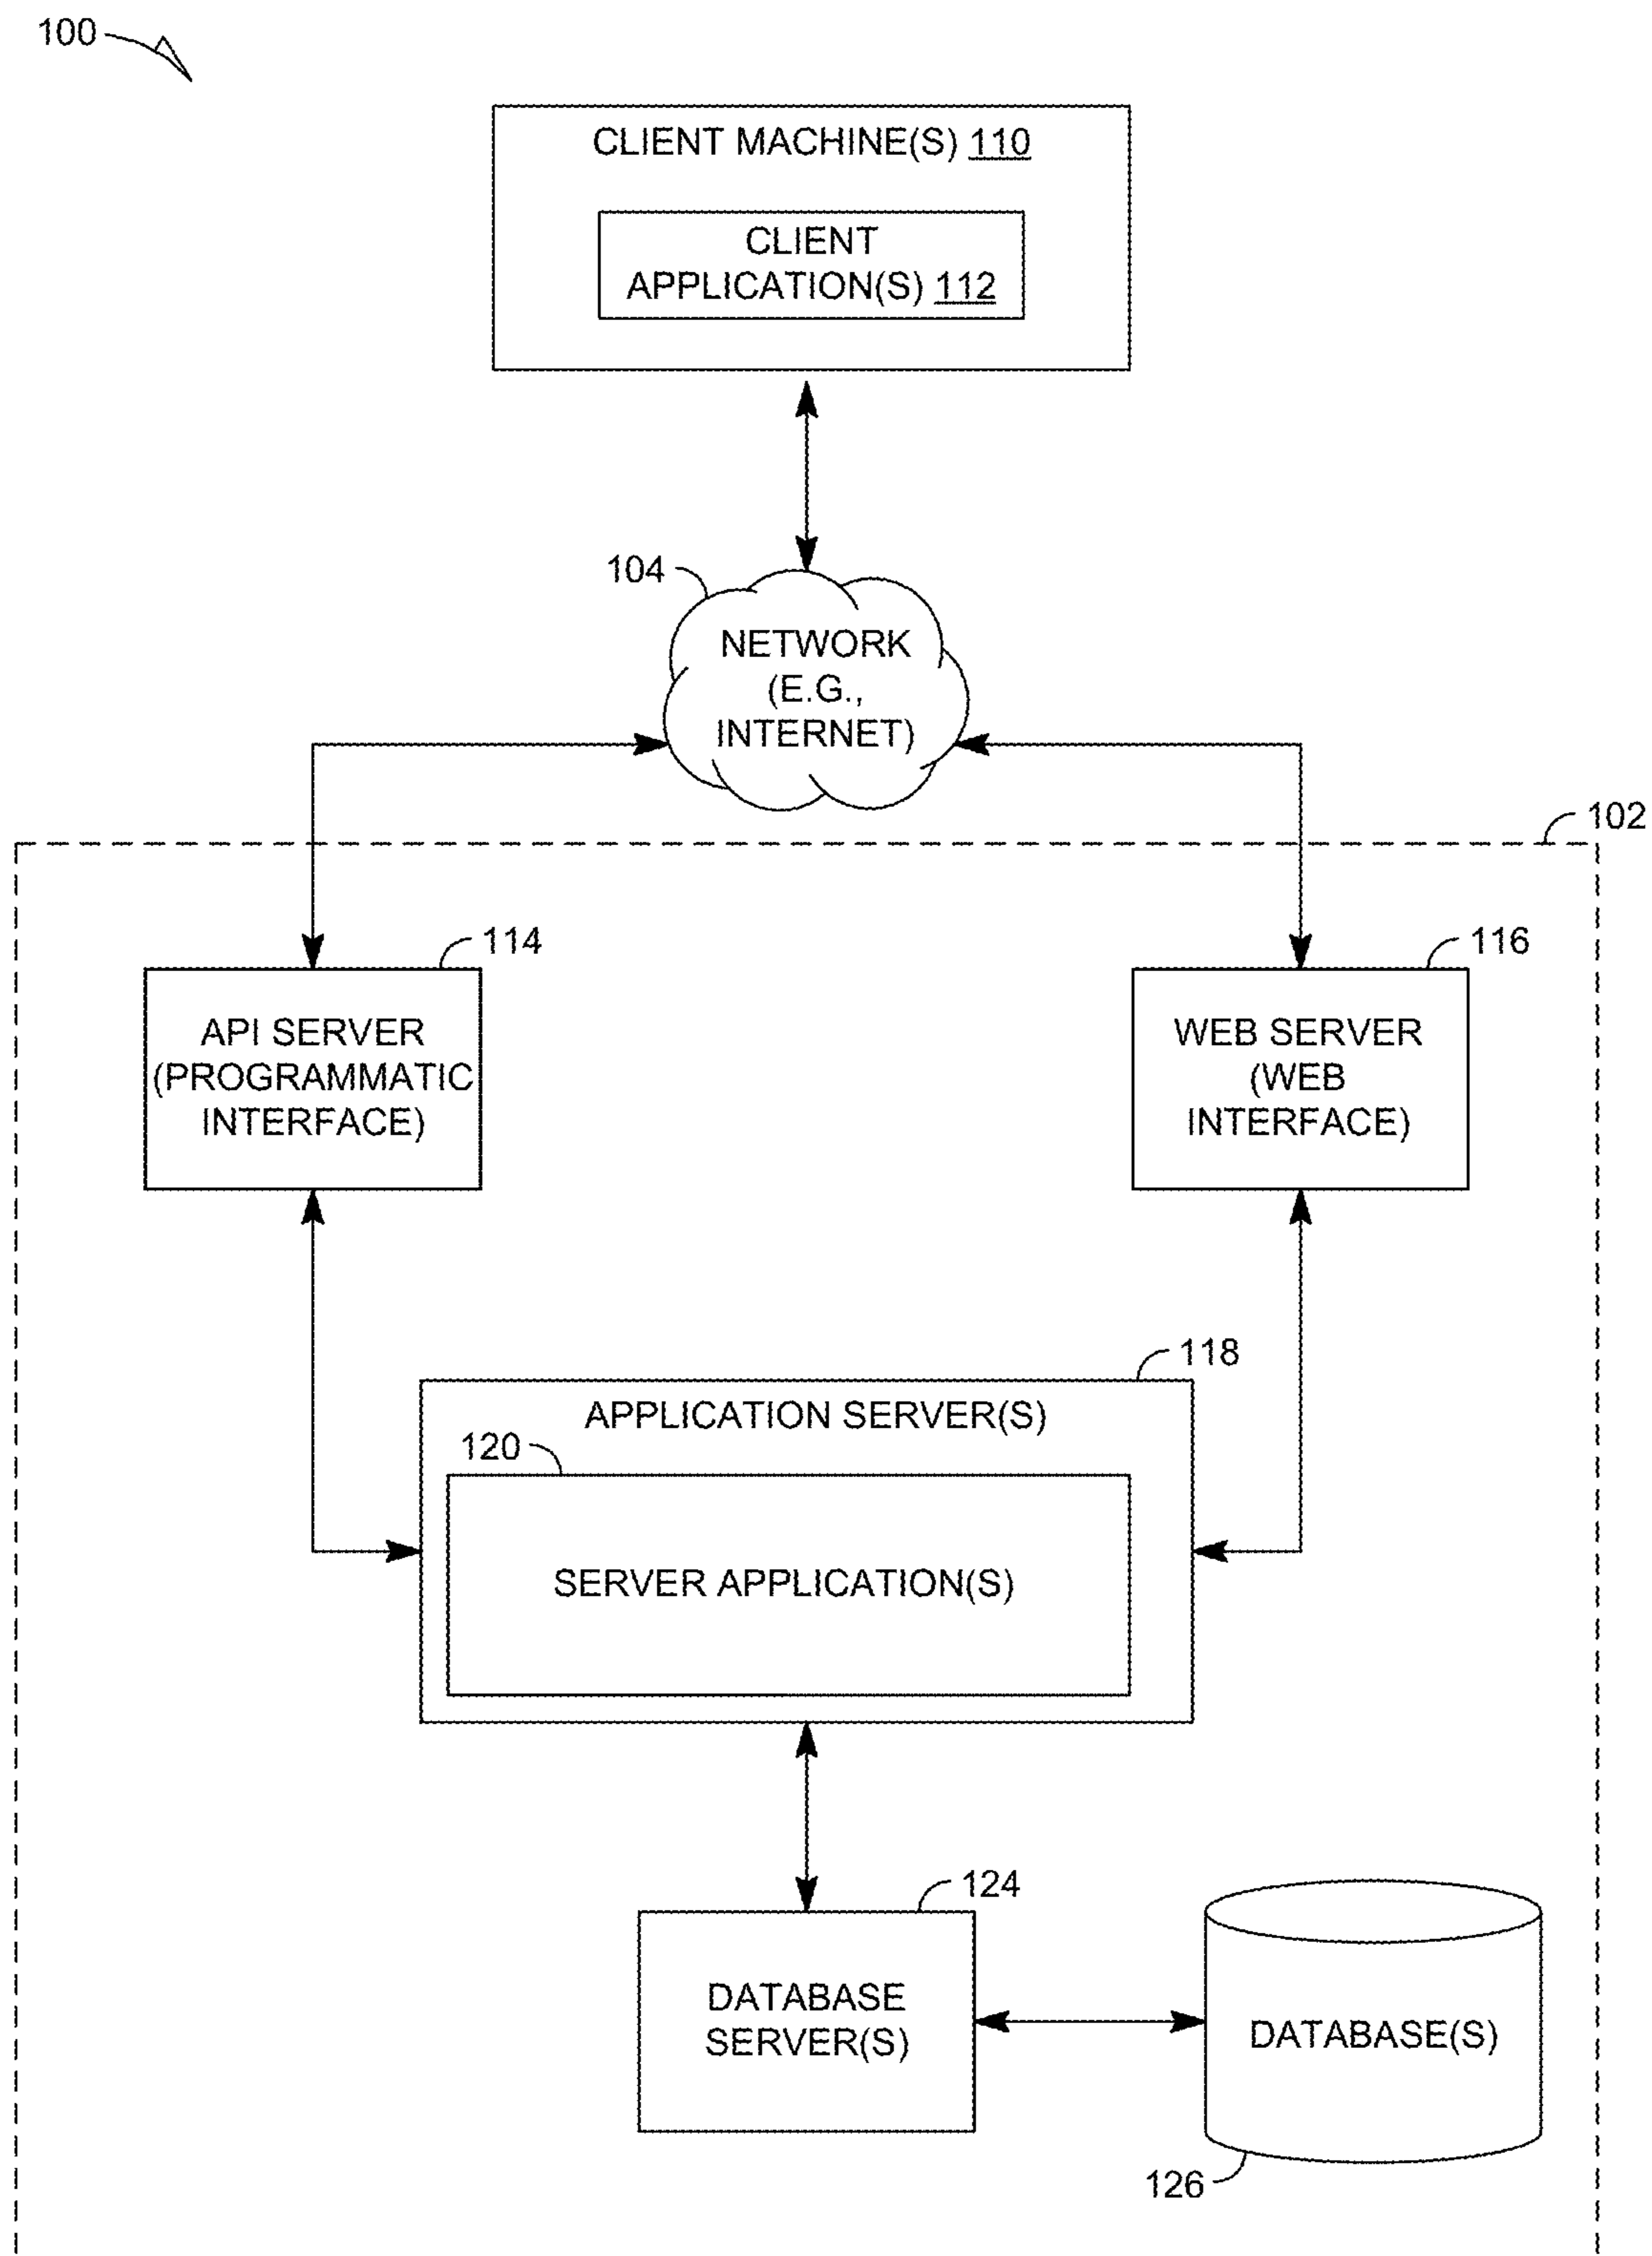 100
CLIENT MACHINE(S) 110
CLIENT
APPLICATION(S) 112
104
NETWORK
(E.G.,
INTERNET)
102
114
116
API SERVER
(PROGRAMMATIC
INTERFACE)
WEB SERVER
(WEB
INTERFACE)
118
APPLICATION SERVER(S)
120
SERVER APPLICATION(S)
124
DATABASE
SERVER(S)
DATABASE(S)
126